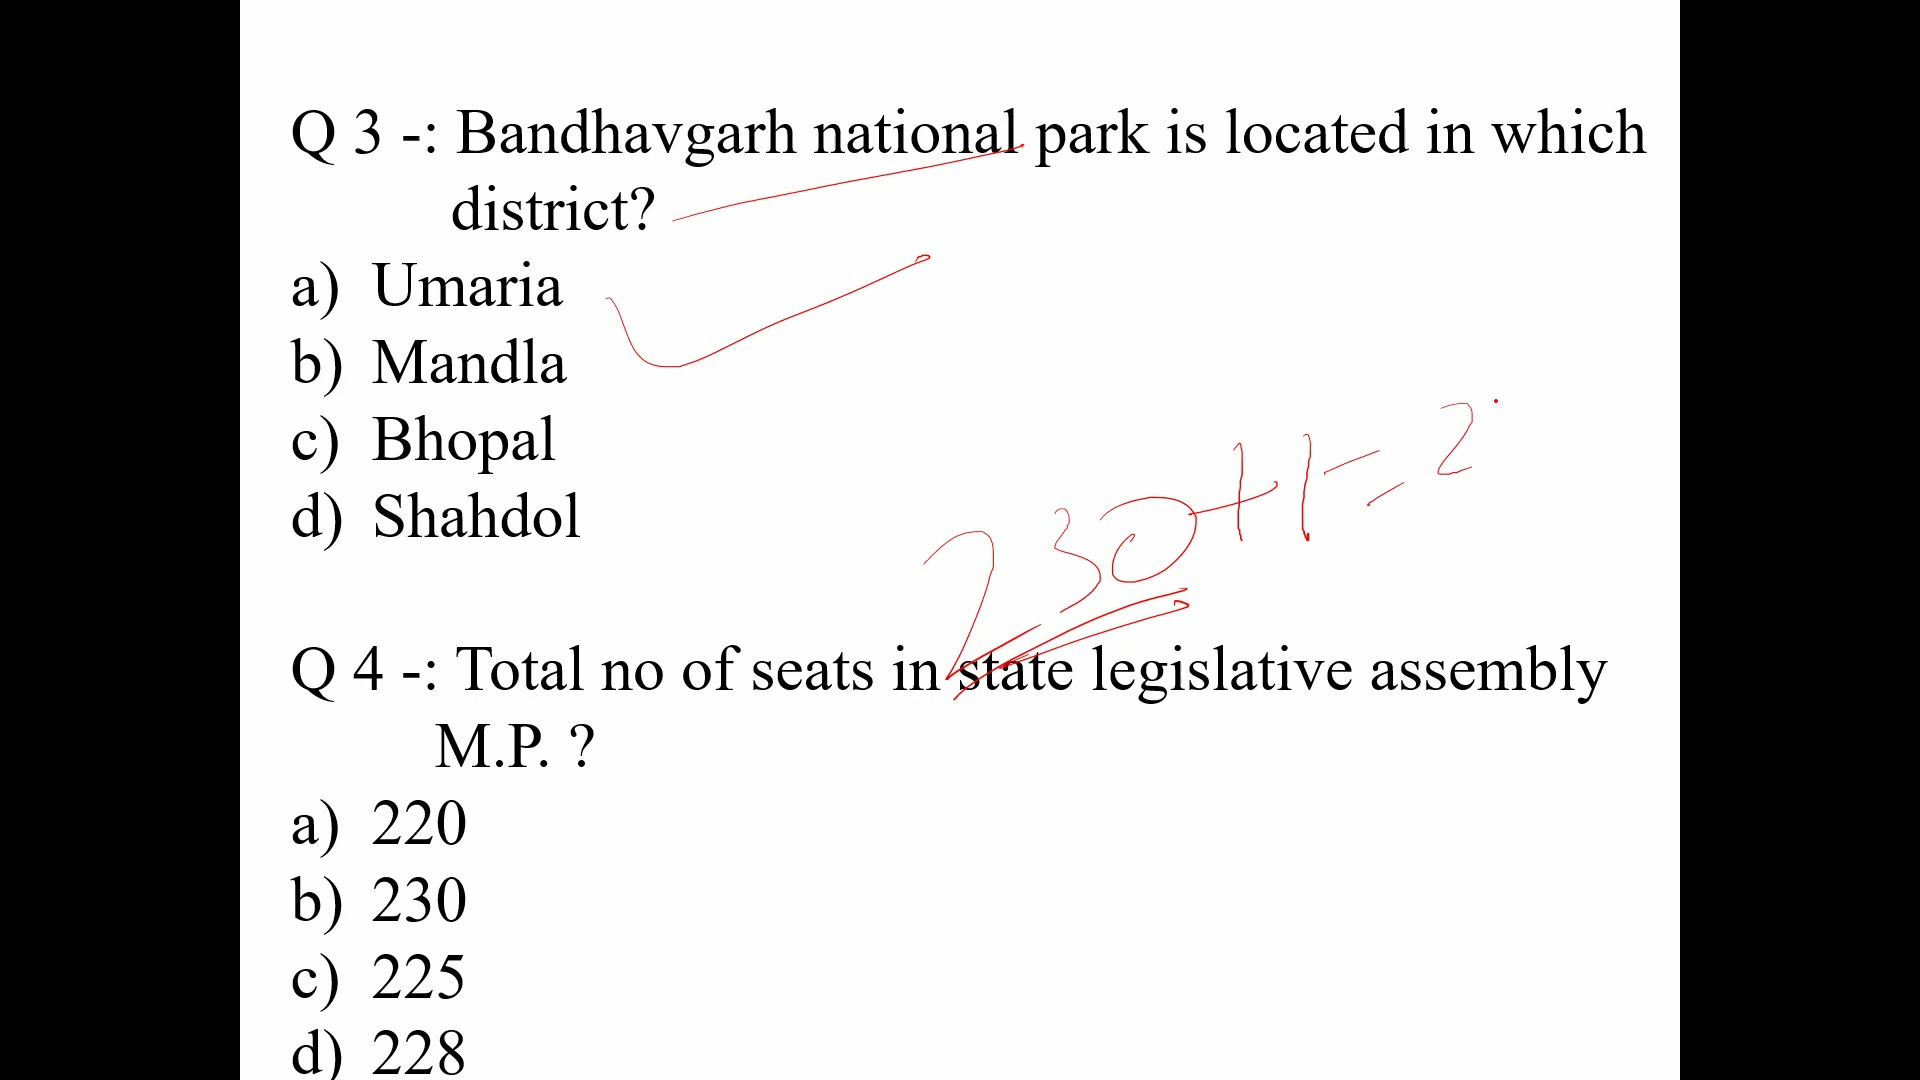 Q 3 -: Bandhavgarh national park is located in which
district?
a) Umaria
b) Mandla
c) Bhopal
d) Shahdol
230+1=2
Q 4 -: Total no of seats in state legislative assembly
M.P. ?
a) 220
b) 230
c) 225
d) 228